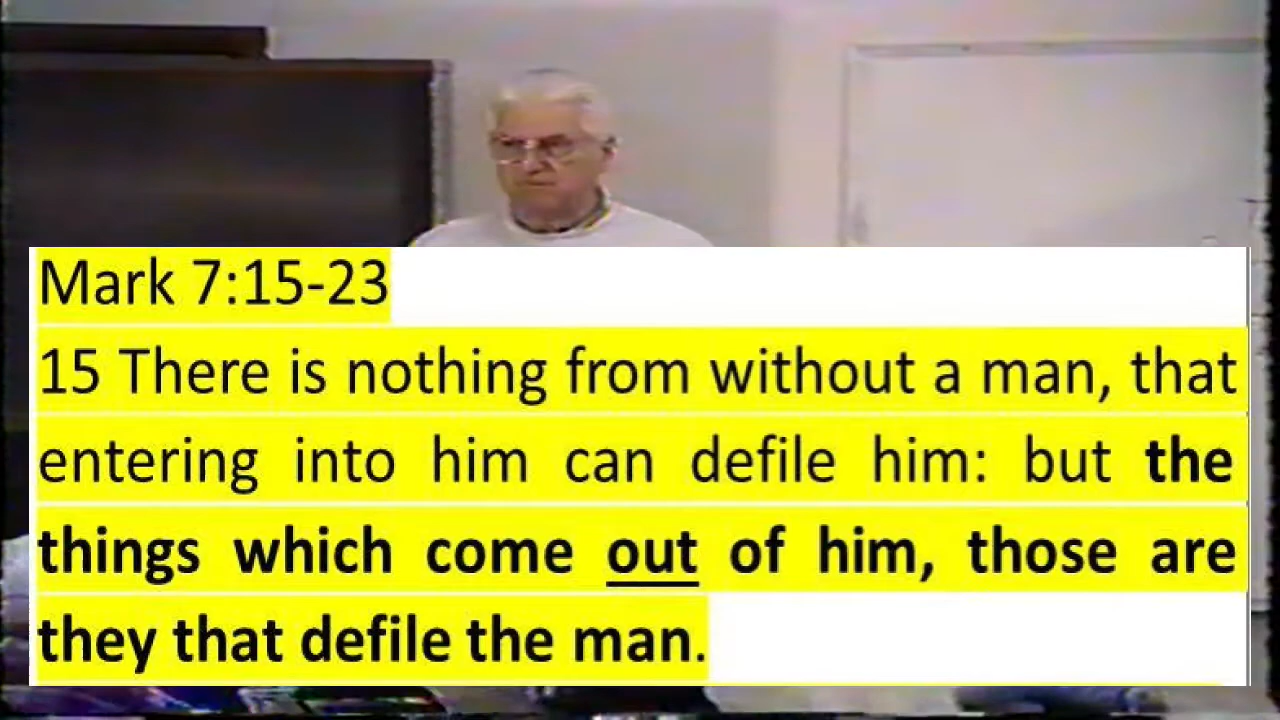 Mark 7:15-23
15 There is nothing from without a man, that
entering into him can defile him: but the
things which come out of him, those are
they that defile the man.